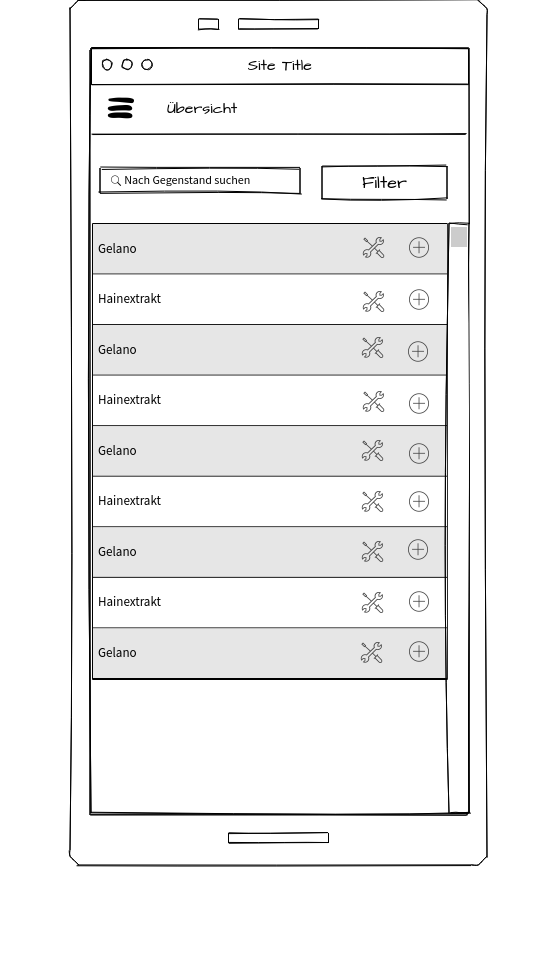 Site Title
Übersicht
Nach Gegenstand suchen
Filter
Gelano
Hainextrakt
Gelano
Hainextrakt
Gelano
Hainextrakt
Gelano
Hainextrakt
Gelano